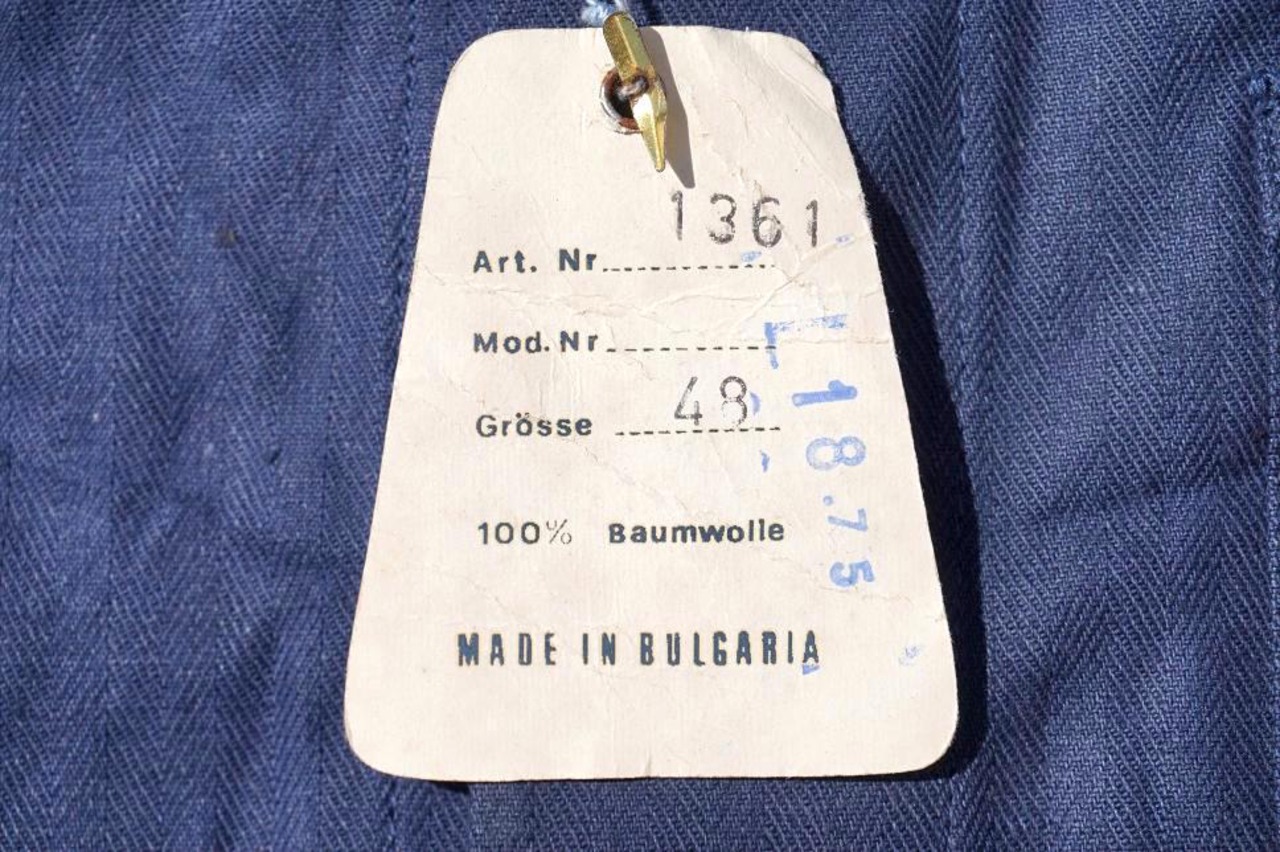 1361
Art. Nr
Mod. Nr
Grösse 48
100% Baumwolle
MADE IN BULGARIA
18.75